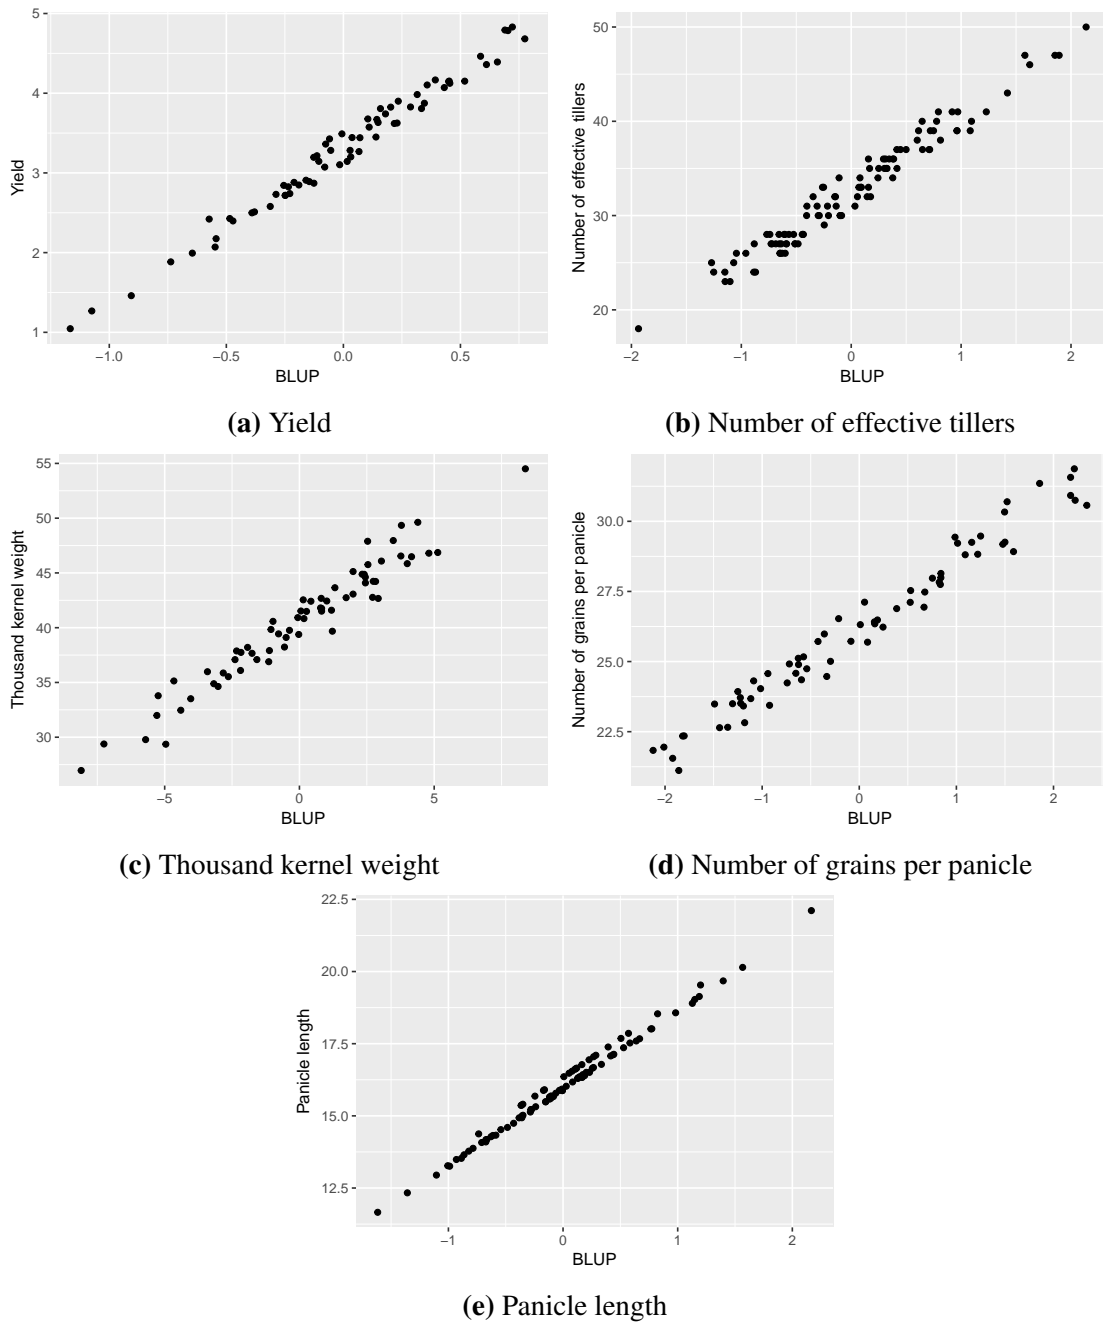 5
4
3
2
1
Yield
−1.0 −0.5 0.0 0.5
BLUP
(a) Yield
50
40
30
20
Number of effective tillers
−2 −1 0 1 2
BLUP
(b) Number of effective tillers
55
50
45
40
35
30
Thousand kernel weight
−5 0 5
BLUP
(c) Thousand kernel weight
30.0
27.5
25.0
22.5
Number of grains per panicle
−2 −1 0 1 2
BLUP
(d) Number of grains per panicle
22.5
20.0
17.5
15.0
12.5
Panicle length
−1 0 1 2
BLUP
(e) Panicle length